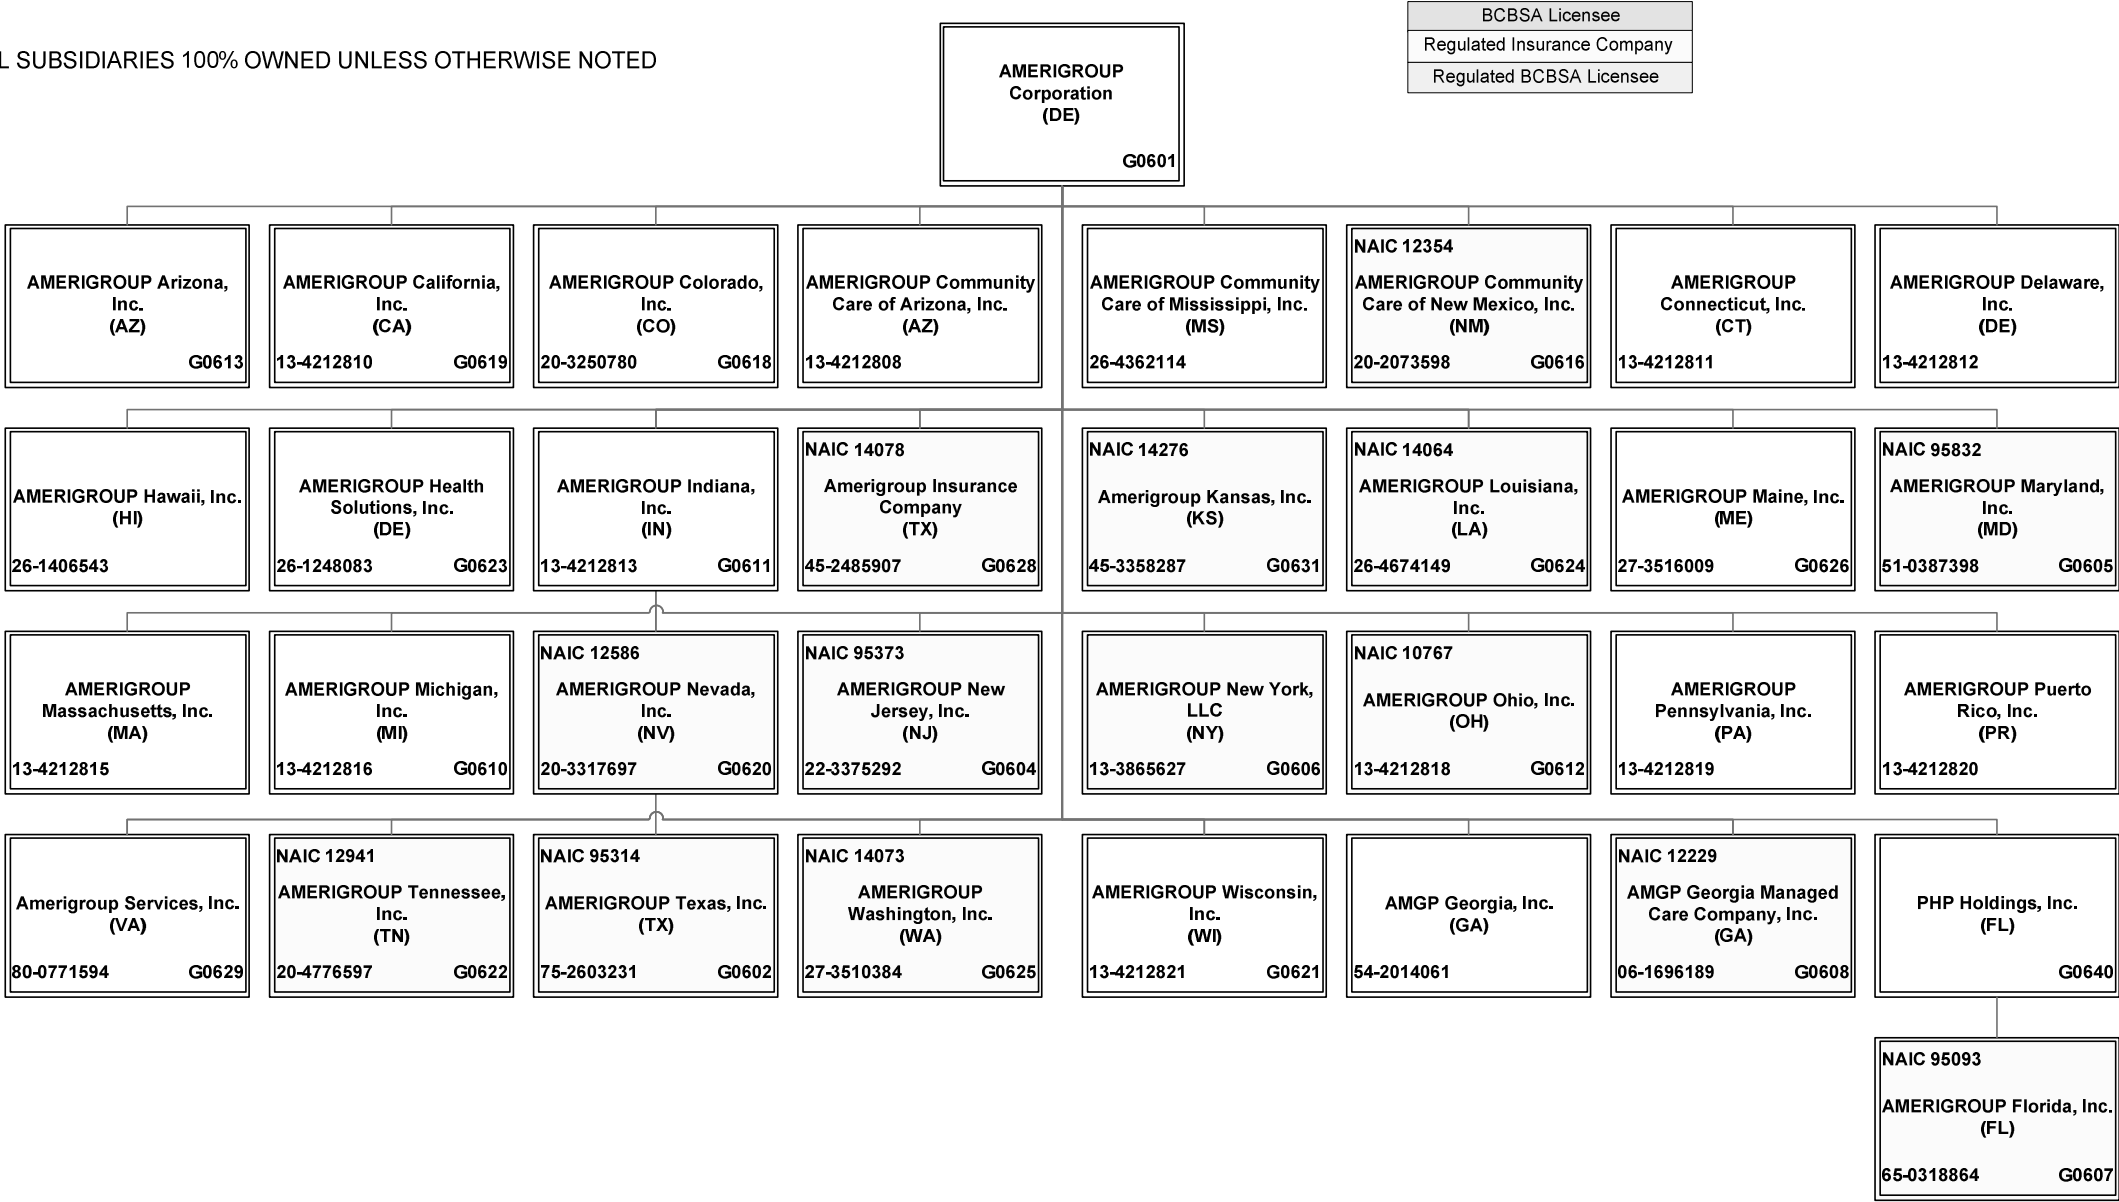 BCBSA Licensee
Regulated Insurance Company
Regulated BCBSA Licensee
L SUBSIDIARIES 100% OWNED UNLESS OTHERWISE NOTED
AMERIGROUP
Corporation
(DE)
G0601
AMERIGROUP Arizona,
Inc.
(AZ)
G0613
AMERIGROUP California,
Inc.
(CA)
13-4212810 G0619
AMERIGROUP Colorado,
Inc.
(CO)
20-3250780 G0618
AMERIGROUP Community
Care of Arizona, Inc.
(AZ)
13-4212808
AMERIGROUP Community
Care of Mississippi, Inc.
(MS)
26-4362114
NAIC 12354
AMERIGROUP Community
Care of New Mexico, Inc.
(NM)
20-2073598 G0616
AMERIGROUP
Connecticut, Inc.
(CT)
13-4212811
AMERIGROUP Delaware,
Inc.
(DE)
13-4212812
AMERIGROUP Hawaii, Inc.
(HI)
26-1406543
AMERIGROUP Health
Solutions, Inc.
(DE)
26-1248083 G0623
AMERIGROUP Indiana,
Inc.
(IN)
13-4212813 G0611
NAIC 14078
Amerigroup Insurance
Company
(TX)
45-2485907 G0628
NAIC 14276
Amerigroup Kansas, Inc.
(KS)
45-3358287 G0631
NAIC 14064
AMERIGROUP Louisiana,
Inc.
(LA)
26-4674149 G0624
AMERIGROUP Maine, Inc.
(ME)
27-3516009 G0626
NAIC 95832
AMERIGROUP Maryland,
Inc.
(MD)
51-0387398 G0605
AMERIGROUP
Massachusetts, Inc.
(MA)
13-4212815
AMERIGROUP Michigan,
Inc.
(MI)
13-4212816 G0610
NAIC 12586
AMERIGROUP Nevada,
Inc.
(NV)
20-3317697 G0620
NAIC 95373
AMERIGROUP New
Jersey, Inc.
(NJ)
22-3375292 G0604
AMERIGROUP New York,
LLC
(NY)
13-3865627 G0606
NAIC 10767
AMERIGROUP Ohio, Inc.
(OH)
13-4212818 G0612
AMERIGROUP
Pennsylvania, Inc.
(PA)
13-4212819
AMERIGROUP Puerto
Rico, Inc.
(PR)
13-4212820
Amerigroup Services, Inc.
(VA)
80-0771594 G0629
NAIC 12941
AMERIGROUP Tennessee,
Inc.
(TN)
20-4776597 G0622
NAIC 95314
AMERIGROUP Texas, Inc.
(TX)
75-2603231 G0602
NAIC 14073
AMERIGROUP
Washington, Inc.
(WA)
27-3510384 G0625
AMERIGROUP Wisconsin,
Inc.
(WI)
13-4212821 G0621
AMGP Georgia, Inc.
(GA)
54-2014061
NAIC 12229
AMGP Georgia Managed
Care Company, Inc.
(GA)
06-1696189 G0608
PHP Holdings, Inc.
(FL)
G0640
NAIC 95093
AMERIGROUP Florida, Inc.
(FL)
65-0318864 G0607